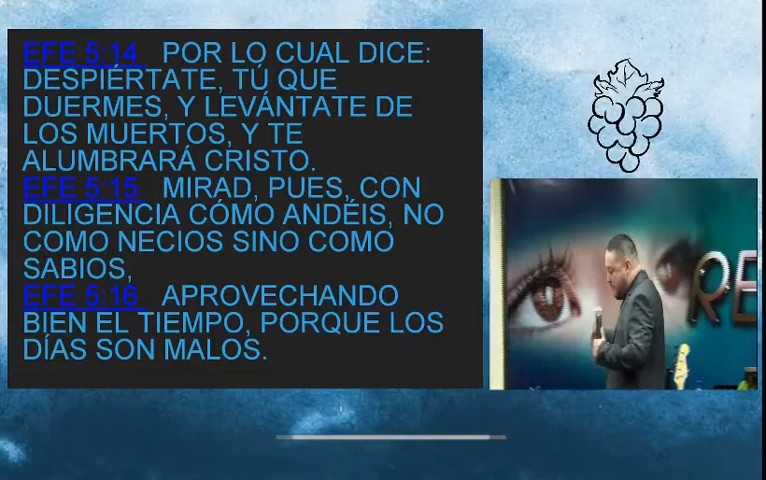 EFE 5:14 POR LO CUAL DICE:
DESPIÉRTATE, TÚ QUE
DUERMES, Y LEVÁNTATE DE
LOS MUERTOS, Y TE
ALUMBRARÁ CRISTO.
EFE 5:15 MIRAD, PUES, CON
DILIGENCIA CÓMO ANDÉIS, NO
COMO NECIOS SINO COMO
SABIOS,
EFE 5:16 APROVECHANDO
BIEN EL TIEMPO, PORQUE LOS
DÍAS SON MALOS.
RE